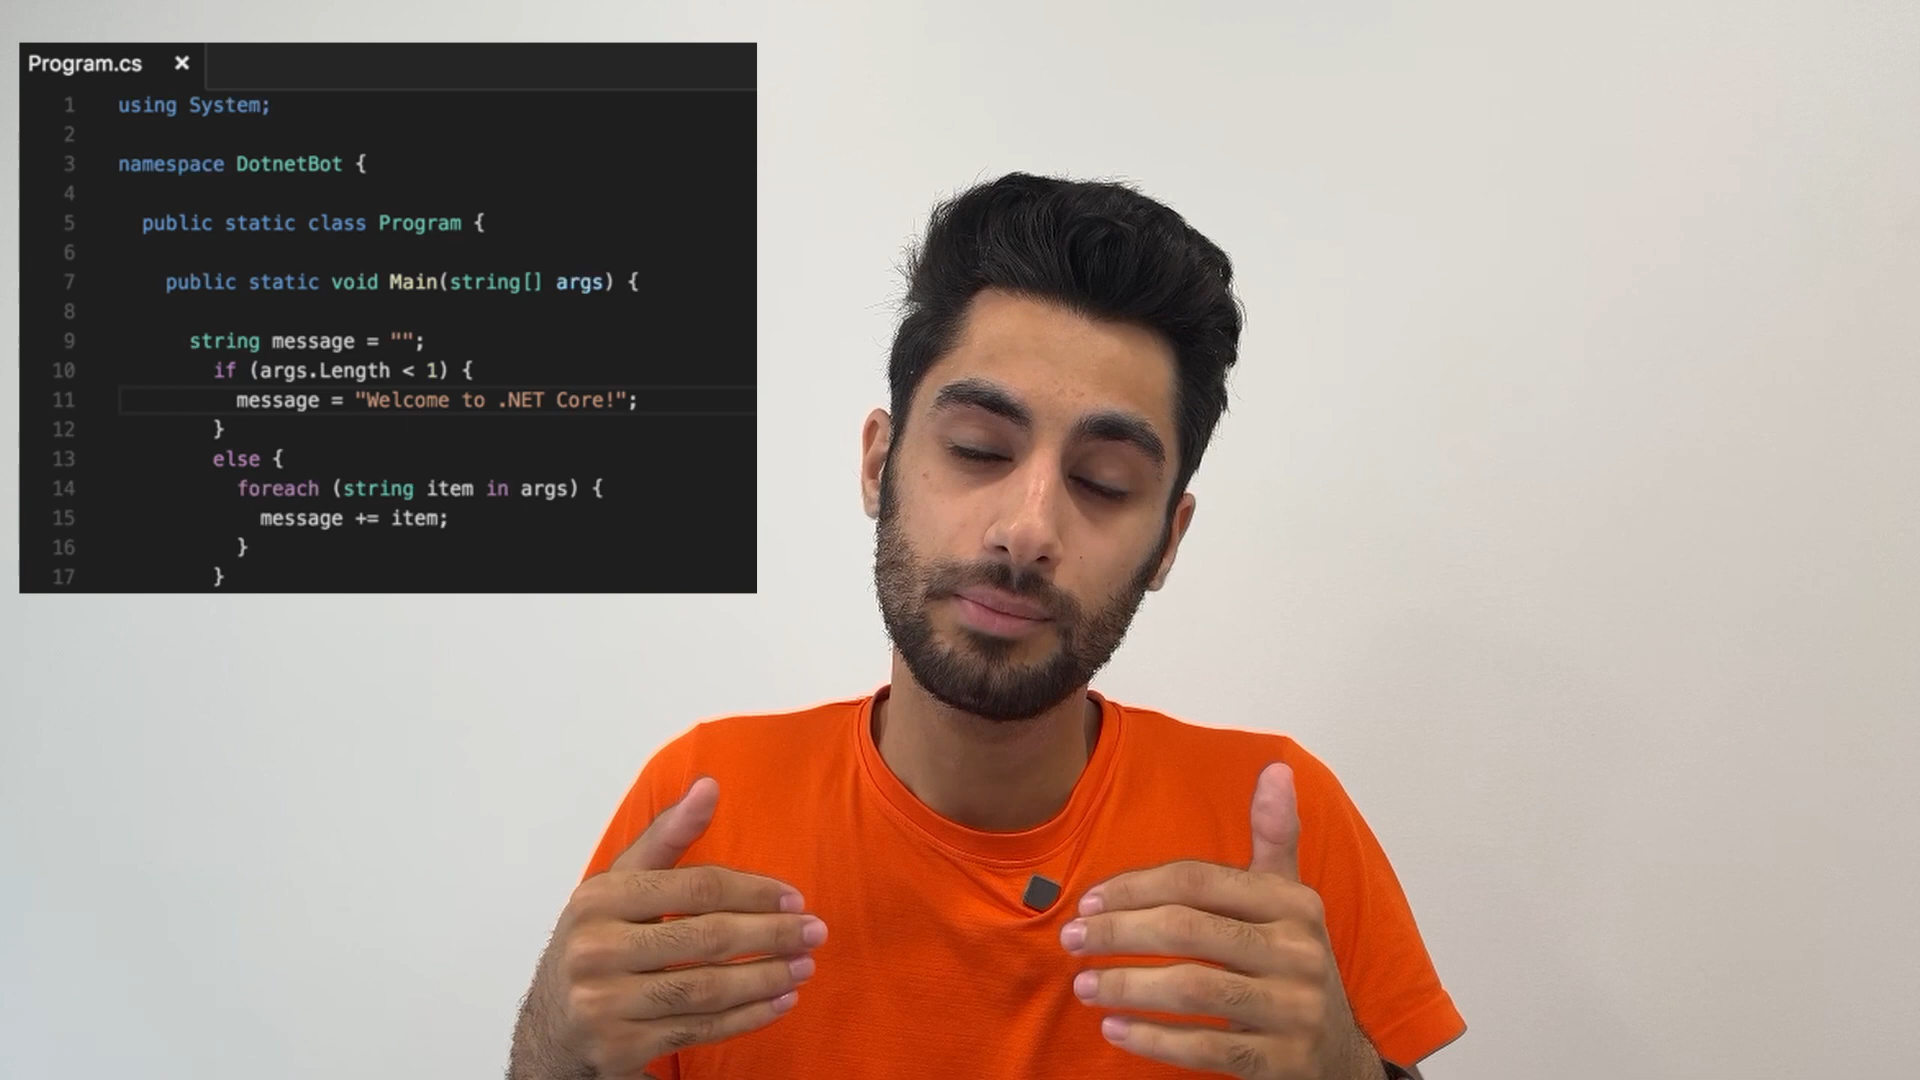 Program.cs ×
1 using System;
2
3 namespace DotnetBot {
4
5 public static class Program {
6
7 public static void Main(string[] args) {
8
9 string message = "";
10 if (args.Length < 1) {
11 message = "Welcome to .NET Core!";
12 }
13 else {
14 foreach (string item in args) {
15 message += item;
16 }
17 }